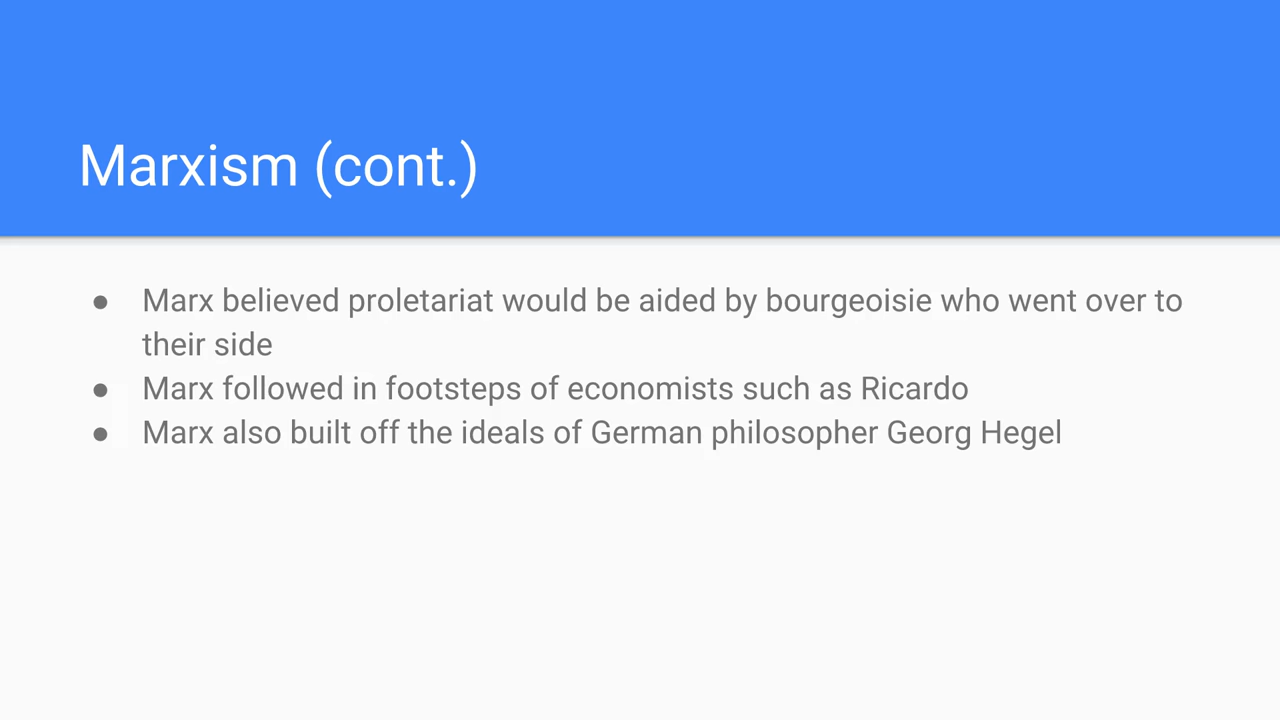 Marxism (cont.)
● Marx believed proletariat would be aided by bourgeoisie who went over to
their side
● Marx followed in footsteps of economists such as Ricardo
● Marx also built off the ideals of German philosopher Georg Hegel